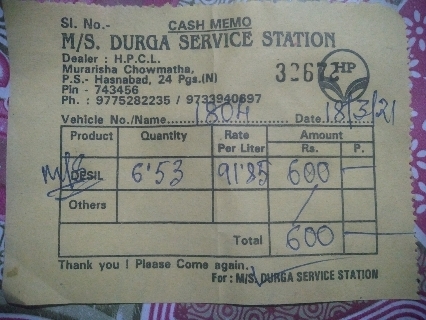 Sl. No.- CASH MEMO
M/S. DURGA SERVICE STATION
Dealer : H.P.C.L.
Murarisha Chowmatha,
P.S.- Hasnabad, 24 Pgs.(N)
Pin - 743456
Ph. : 9775282235 / 9733940697
32672
HP
Vehicle No./Name.....1804.....Date.18/3/21
Product Quantity Rate Per Liter Amount
Rs. P.
M/S
OPSIL 6.53 91.85 600 —
Others
Total 600 —
Thank you ! Please Come again.
For : M/S. DURGA SERVICE STATION